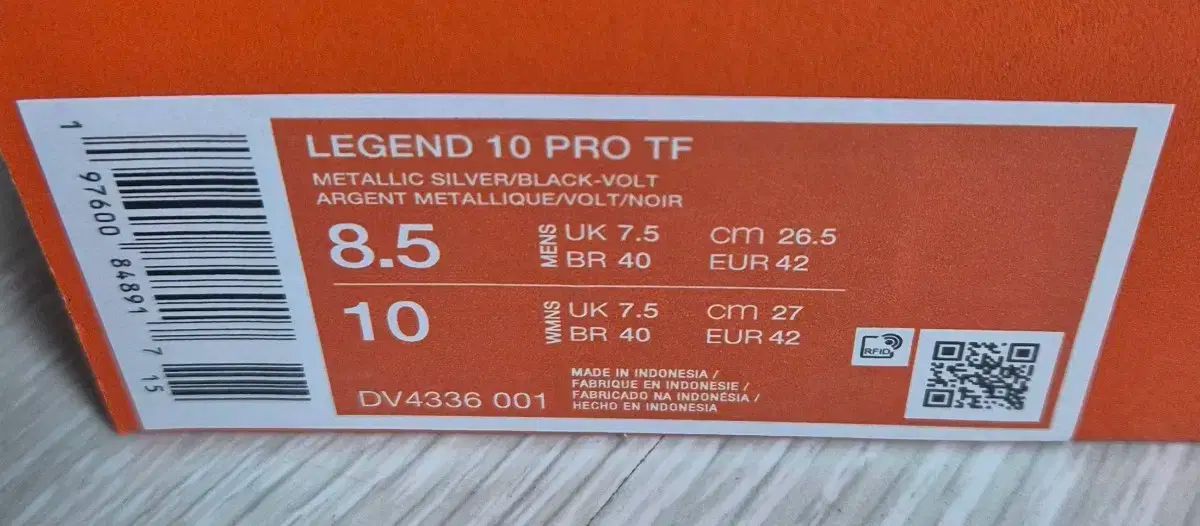 LEGEND 10 PRO TF
METALLIC SILVER/BLACK-VOLT
ARGENT METALLIQUE/VOLT/NOIR
8.5 MENS UK 7.5 cm 26.5
BR 40 EUR 42
10 WMNS UK 7.5 cm 27
BR 40 EUR 42
DV4336 001
MADE IN INDONESIA /
FABRIQUE EN INDONESIE /
FABRICADO NA INDONÉSIA /
HECHO EN INDONESIA
RFID
1 97600 84891 7 15